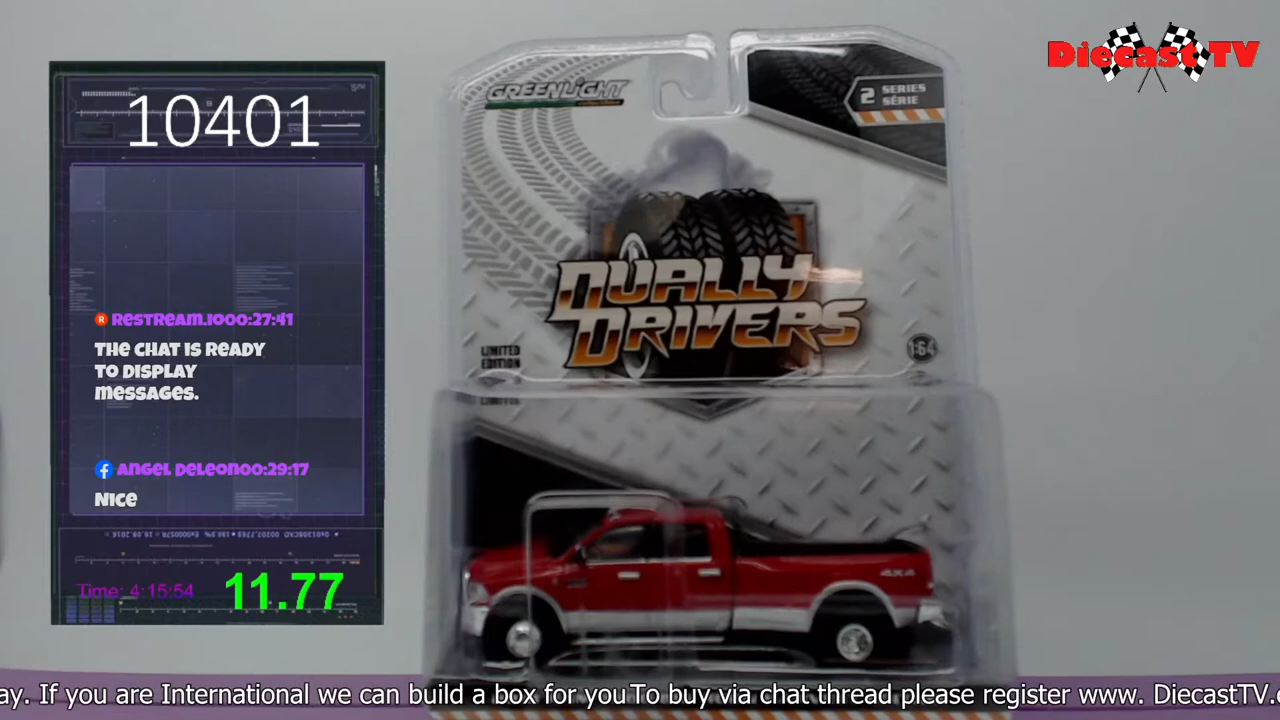 Diecast TV
10401
Restream.io 00:27:41
THE CHAT IS READY
TO DISPLAY
MESSAGES.
ANGEL DELEON 00:29:17
NICE
Time: 4:15:54
11.77
GREENLIGHT
2 SERIES
SÉRIE
DUALLY
DRIVERS
LIMITED
EDITION
1:64
4X4
ay. If you are International we can build a box for youTo buy via chat thread please register www. DiecastTV.c